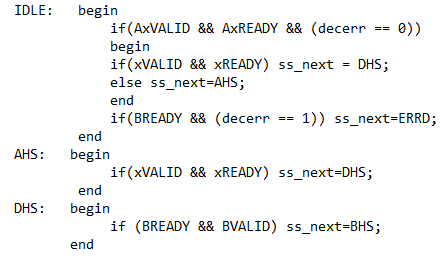 IDLE: begin
if(AxVALID && AxREADY && (decerr == 0))
begin
if(xVALID && xREADY) ss_next = DHS;
else ss_next=AHS;
end
if(BREADY && (decerr == 1)) ss_next=ERRD;
end
AHS: begin
if(xVALID && xREADY) ss_next=DHS;
end
DHS: begin
if (BREADY && BVALID) ss_next=BHS;
end